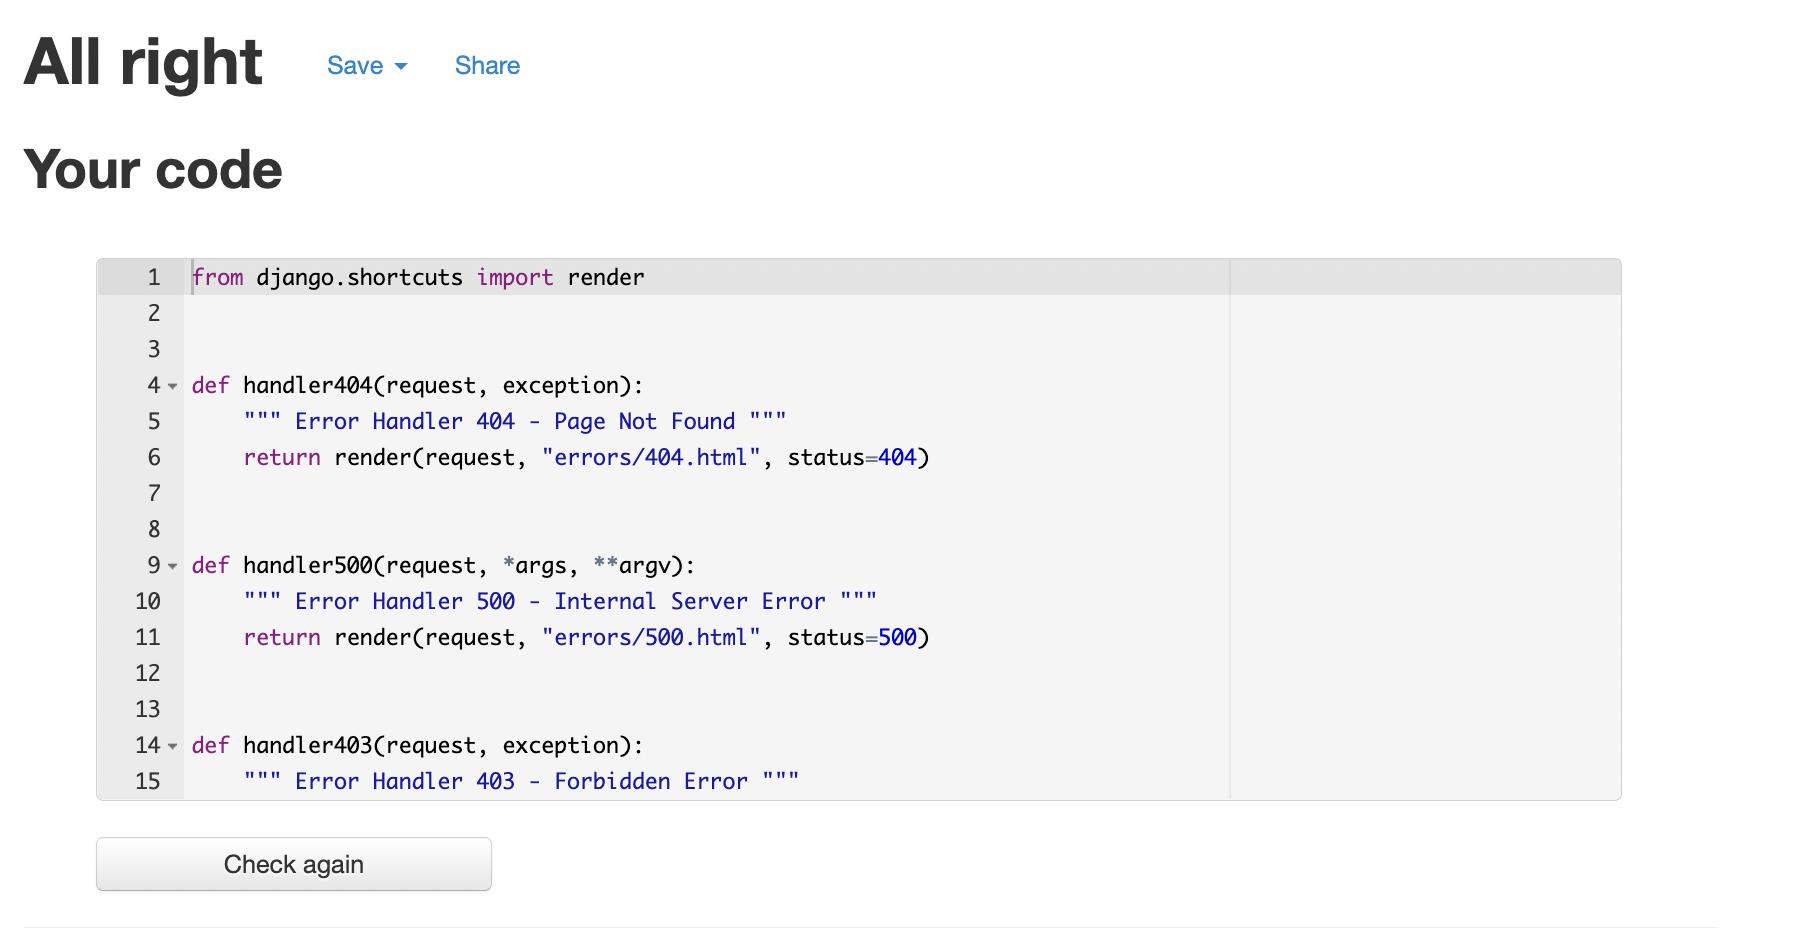 All right Save Share
Your code
1 from django.shortcuts import render
2
3
4 def handler404(request, exception):
5     """ Error Handler 404 - Page Not Found """
6     return render(request, "errors/404.html", status=404)
7
8
9 def handler500(request, *args, **argv):
10     """ Error Handler 500 - Internal Server Error """
11     return render(request, "errors/500.html", status=500)
12
13
14 def handler403(request, exception):
15     """ Error Handler 403 - Forbidden Error """
Check again